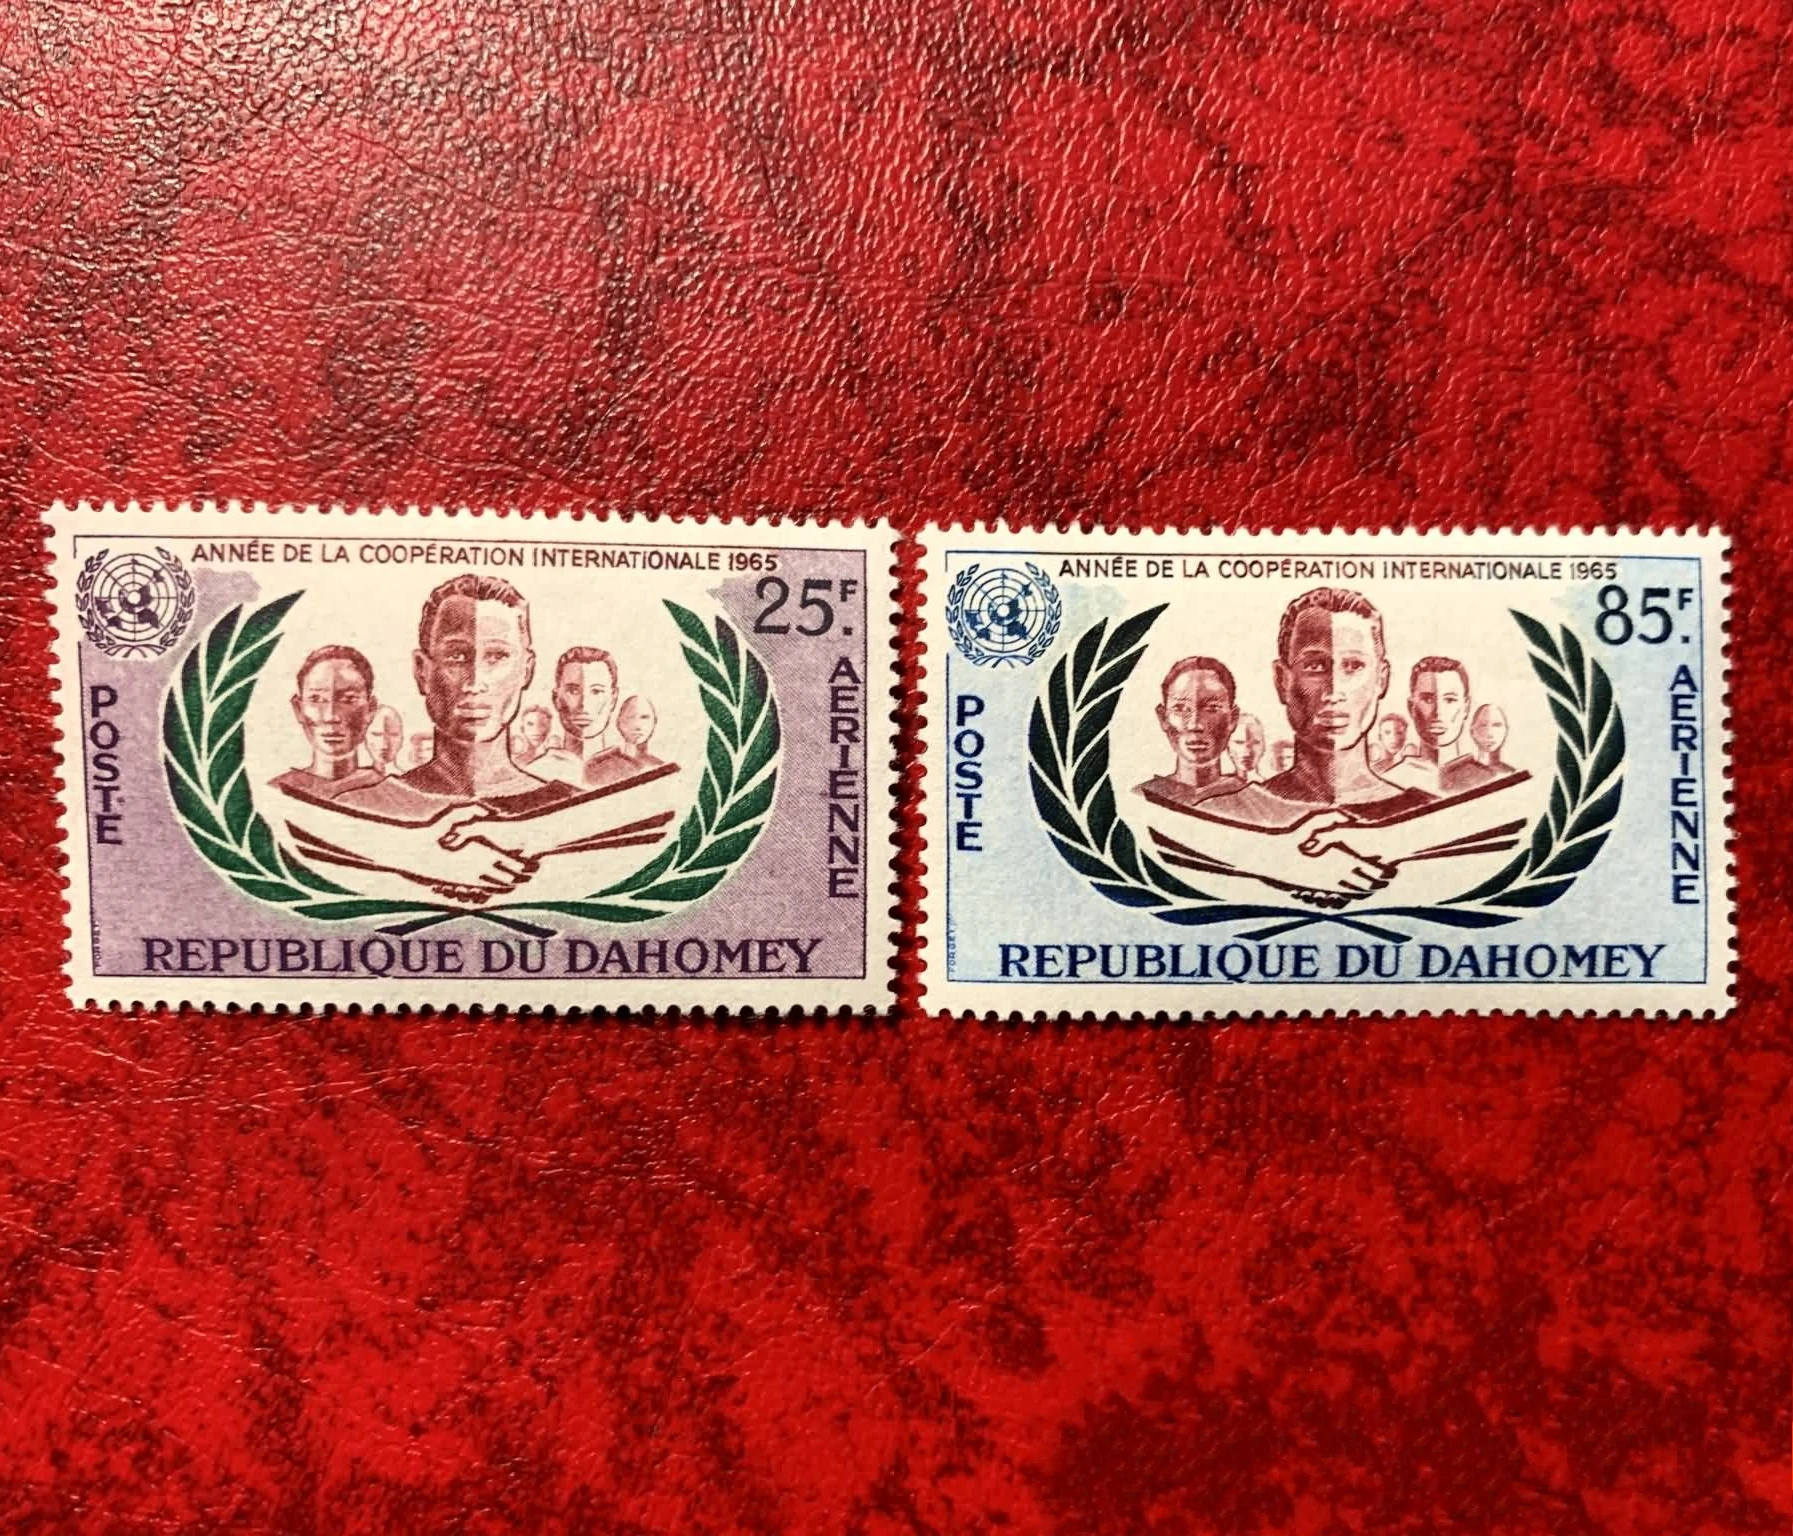 ANNÉE DE LA COOPÉRATION INTERNATIONALE 1965
25F.
POSTE
AERIENNE
REPUBLIQUE DU DAHOMEY
ANNÉE DE LA COOPÉRATION INTERNATIONALE 1965
85F.
POSTE
AERIENNE
REPUBLIQUE DU DAHOMEY